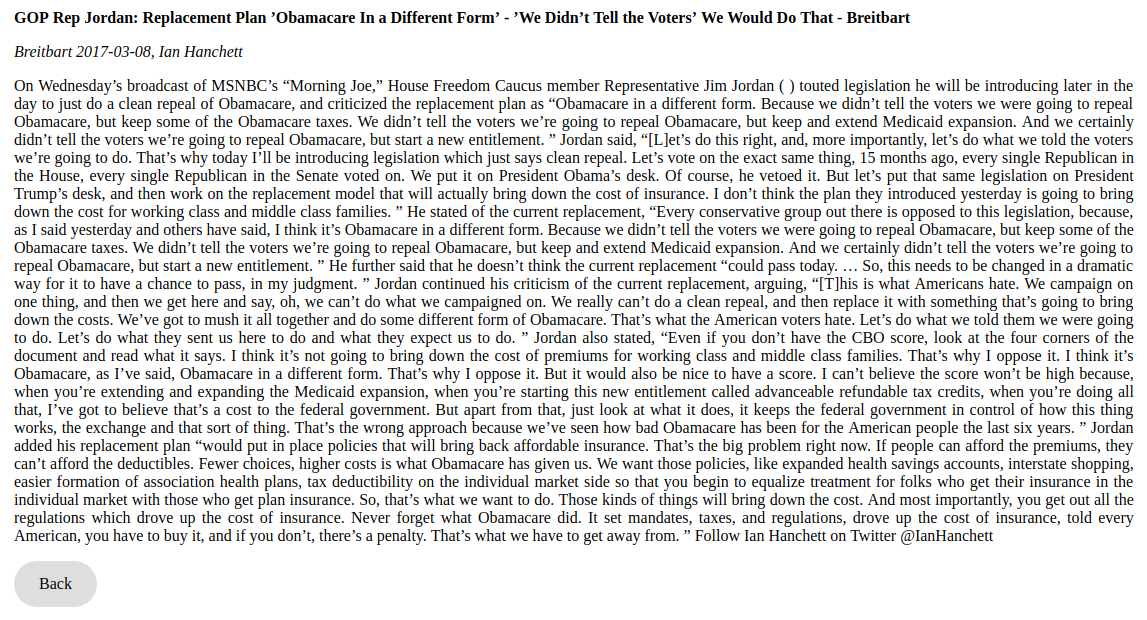 GOP Rep Jordan: Replacement Plan ’Obamacare In a Different Form’ - ’We Didn’t Tell the Voters’ We Would Do That - Breitbart
Breitbart 2017-03-08, Ian Hanchett
On Wednesday’s broadcast of MSNBC’s “Morning Joe,” House Freedom Caucus member Representative Jim Jordan ( ) touted legislation he will be introducing later in the
day to just do a clean repeal of Obamacare, and criticized the replacement plan as “Obamacare in a different form. Because we didn’t tell the voters we were going to repeal
Obamacare, but keep some of the Obamacare taxes. We didn’t tell the voters we’re going to repeal Obamacare, but keep and extend Medicaid expansion. And we certainly
didn’t tell the voters we’re going to repeal Obamacare, but start a new entitlement. ” Jordan said, “[L]et’s do this right, and, more importantly, let’s do what we told the voters
we’re going to do. That’s why today I’ll be introducing legislation which just says clean repeal. Let’s vote on the exact same thing, 15 months ago, every single Republican in
the House, every single Republican in the Senate voted on. We put it on President Obama’s desk. Of course, he vetoed it. But let’s put that same legislation on President
Trump’s desk, and then work on the replacement model that will actually bring down the cost of insurance. I don’t think the plan they introduced yesterday is going to bring
down the cost for working class and middle class families. ” He stated of the current replacement, “Every conservative group out there is opposed to this legislation, because,
as I said yesterday and others have said, I think it’s Obamacare in a different form. Because we didn’t tell the voters we were going to repeal Obamacare, but keep some of the
Obamacare taxes. We didn’t tell the voters we’re going to repeal Obamacare, but keep and extend Medicaid expansion. And we certainly didn’t tell the voters we’re going to
repeal Obamacare, but start a new entitlement. ” He further said that he doesn’t think the current replacement “could pass today. … So, this needs to be changed in a dramatic
way for it to have a chance to pass, in my judgment. ” Jordan continued his criticism of the current replacement, arguing, “[T]his is what Americans hate. We campaign on
one thing, and then we get here and say, oh, we can’t do what we campaigned on. We really can’t do a clean repeal, and then replace it with something that’s going to bring
down the costs. We’ve got to mush it all together and do some different form of Obamacare. That’s what the American voters hate. Let’s do what we told them we were going
to do. Let’s do what they sent us here to do and what they expect us to do. ” Jordan also stated, “Even if you don’t have the CBO score, look at the four corners of the
document and read what it says. I think it’s not going to bring down the cost of premiums for working class and middle class families. That’s why I oppose it. I think it’s
Obamacare, as I’ve said, Obamacare in a different form. That’s why I oppose it. But it would also be nice to have a score. I can’t believe the score won’t be high because,
when you’re extending and expanding the Medicaid expansion, when you’re starting this new entitlement called advanceable refundable tax credits, when you’re doing all
that, I’ve got to believe that’s a cost to the federal government. But apart from that, just look at what it does, it keeps the federal government in control of how this thing
works, the exchange and that sort of thing. That’s the wrong approach because we’ve seen how bad Obamacare has been for the American people the last six years. ” Jordan
added his replacement plan “would put in place policies that will bring back affordable insurance. That’s the big problem right now. If people can afford the premiums, they
can’t afford the deductibles. Fewer choices, higher costs is what Obamacare has given us. We want those policies, like expanded health savings accounts, interstate shopping,
easier formation of association health plans, tax deductibility on the individual market side so that you begin to equalize treatment for folks who get their insurance in the
individual market with those who get plan insurance. So, that’s what we want to do. Those kinds of things will bring down the cost. And most importantly, you get out all the
regulations which drove up the cost of insurance. Never forget what Obamacare did. It set mandates, taxes, and regulations, drove up the cost of insurance, told every
American, you have to buy it, and if you don’t, there’s a penalty. That’s what we have to get away from. ” Follow Ian Hanchett on Twitter @IanHanchett
Back